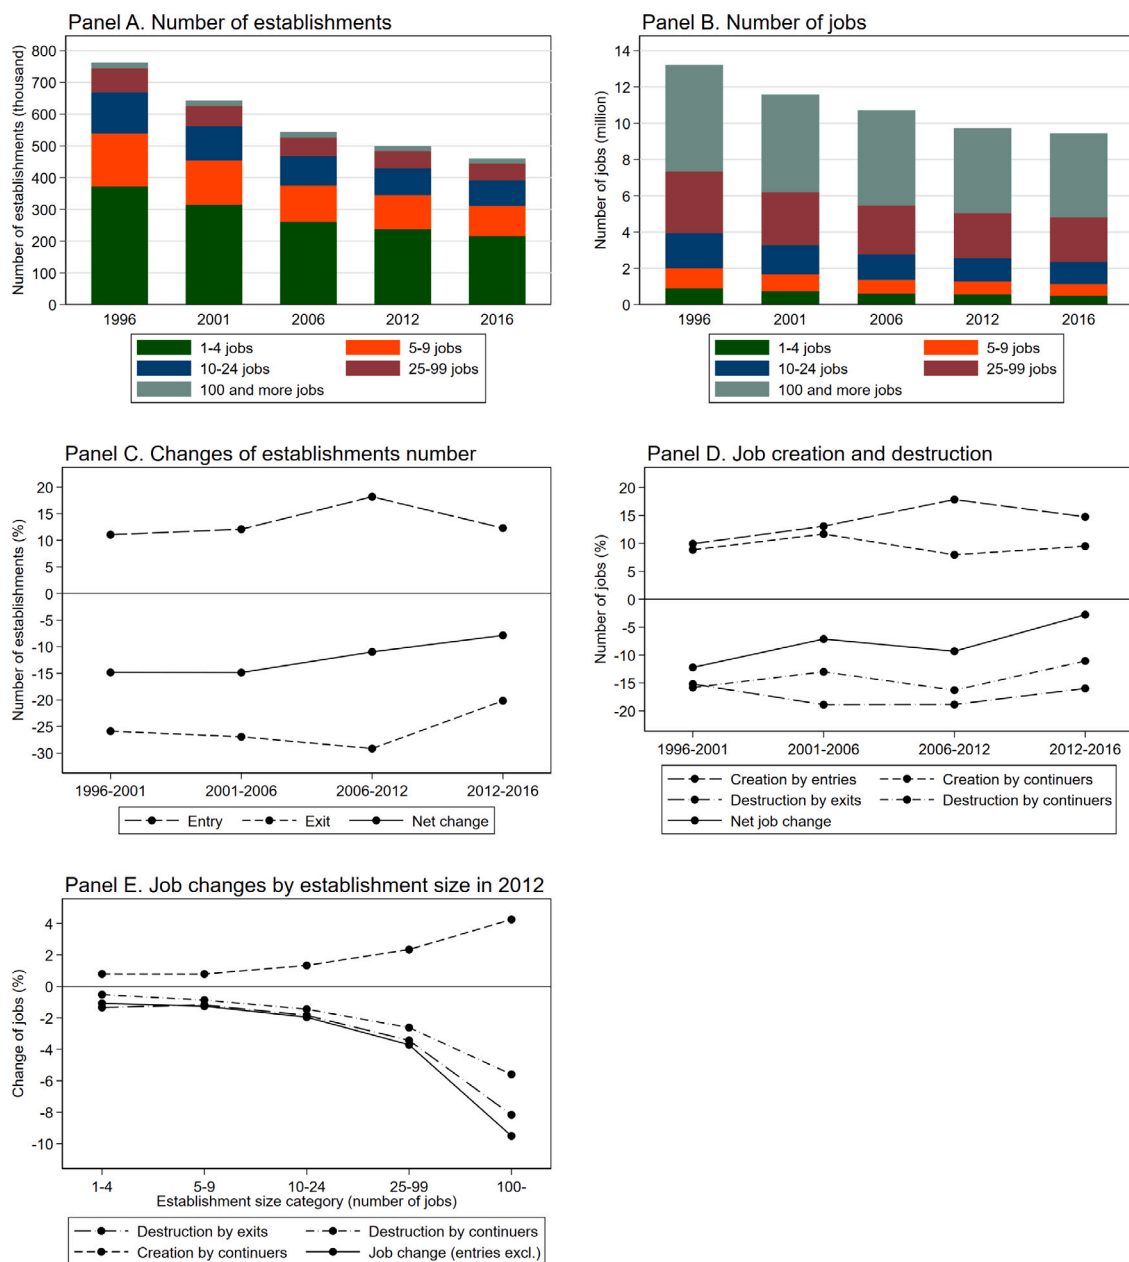 Panel A. Number of establishments
Number of establishments (thousand)
800
700
600
500
400
300
200
100
0
1996 2001 2006 2012 2016
1-4 jobs 5-9 jobs
10-24 jobs 25-99 jobs
100 and more jobs
Panel B. Number of jobs
Number of jobs (million)
14
12
10
8
6
4
2
0
1996 2001 2006 2012 2016
1-4 jobs 5-9 jobs
10-24 jobs 25-99 jobs
100 and more jobs
Panel C. Changes of establishments number
Number of establishments (%)
20
15
10
5
0
-5
-10
-15
-20
-25
-30
1996-2001 2001-2006 2006-2012 2012-2016
Entry Exit Net change
Panel D. Job creation and destruction
Number of jobs (%)
20
15
10
5
0
-5
-10
-15
-20
1996-2001 2001-2006 2006-2012 2012-2016
Creation by entries Creation by continuers
Destruction by exits Destruction by continuers
Net job change
Panel E. Job changes by establishment size in 2012
Change of jobs (%)
4
2
0
-2
-4
-6
-8
-10
1-4 5-9 10-24 25-99 100-
Establishment size category (number of jobs)
Destruction by exits Destruction by continuers
Creation by continuers Job change (entries excl.)